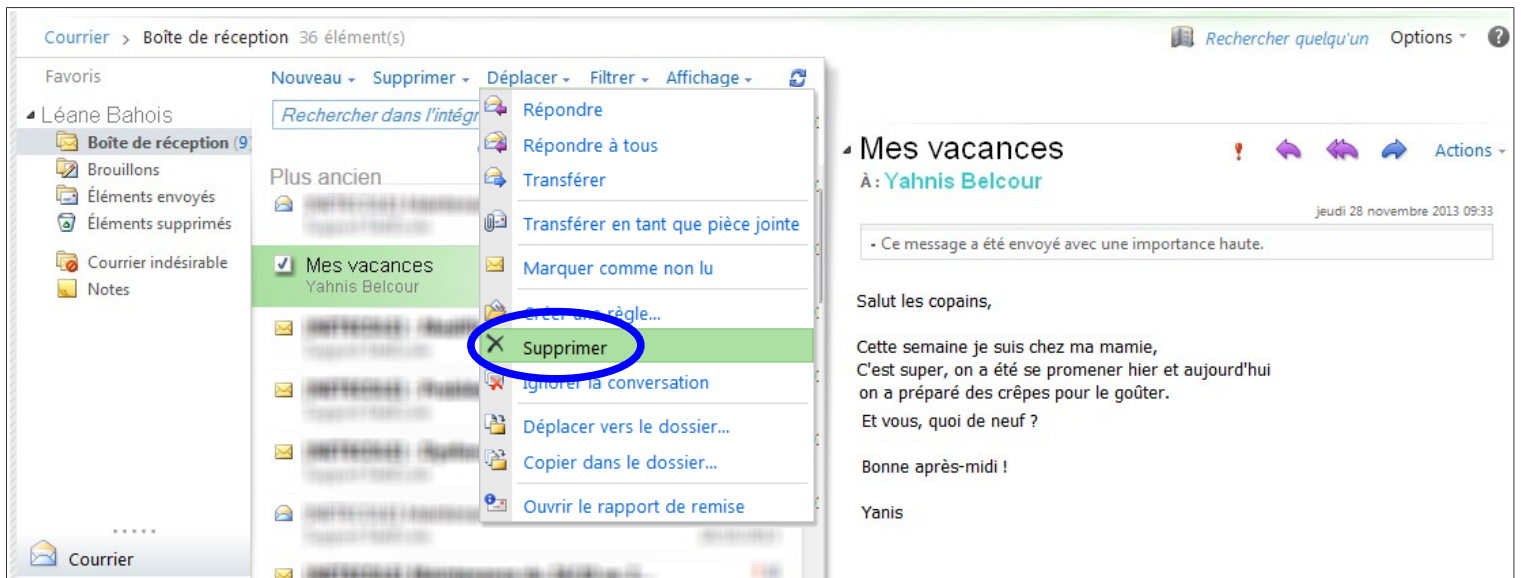 Courrier > Boîte de réception 36 élément(s)
Rechercher quelqu'un Options
Favoris
Léane Bahois
Boîte de réception (9
Brouillons
Éléments envoyés
Éléments supprimés
Courrier indésirable
Notes
Courrier
Nouveau Supprimer Déplacer Filtrer Affichage
Rechercher dans l'intégr
Plus ancien
Mes vacances
Yahnis Belcour
Répondre
Répondre à tous
Transférer
Transférer en tant que pièce jointe
Marquer comme non lu
Créer une règle...
Supprimer
Ignorer la conversation
Déplacer vers le dossier...
Copier dans le dossier...
Ouvrir le rapport de remise
Mes vacances
Actions
À : Yahnis Belcour
jeudi 28 novembre 2013 09:33
- Ce message a été envoyé avec une importance haute.
Salut les copains,
Cette semaine je suis chez ma mamie,
C'est super, on a été se promener hier et aujourd'hui
on a préparé des crêpes pour le goûter.
Et vous, quoi de neuf ?
Bonne après-midi !
Yanis